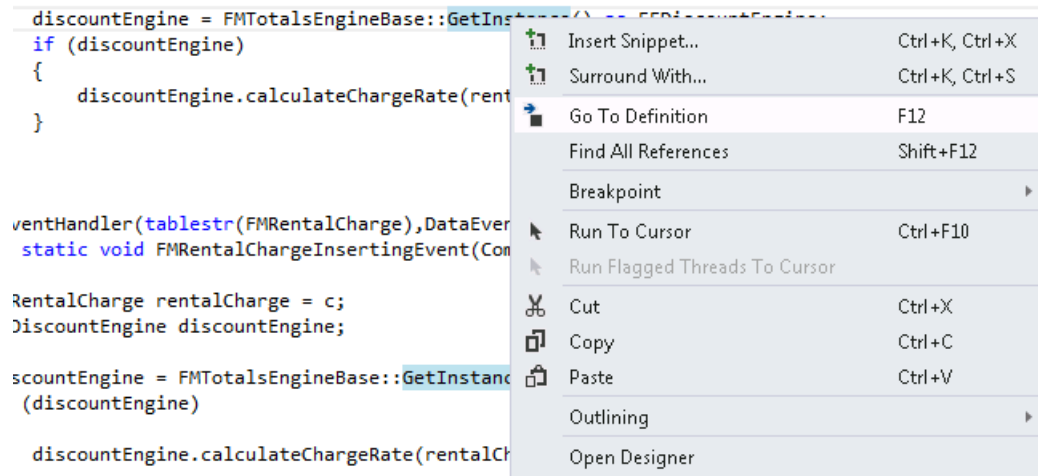 discountEngine = FMTotalsEngineBase::GetInstance() as FFDiscountEngine;
if (discountEngine)
{
discountEngine.calculateChargeRate(rent
}
ventHandler(tablestr(FMRentalCharge),DataEver
static void FMRentalChargeInsertingEvent(Com
RentalCharge rentalCharge = c;
DiscountEngine discountEngine;
scountEngine = FMTotalsEngineBase::GetInstanc
(discountEngine)
discountEngine.calculateChargeRate(rentalCh
Insert Snippet... Ctrl+K, Ctrl+X
Surround With... Ctrl+K, Ctrl+S
Go To Definition F12
Find All References Shift+F12
Breakpoint
Run To Cursor Ctrl+F10
Run Flagged Threads To Cursor
Cut Ctrl+X
Copy Ctrl+C
Paste Ctrl+V
Outlining
Open Designer